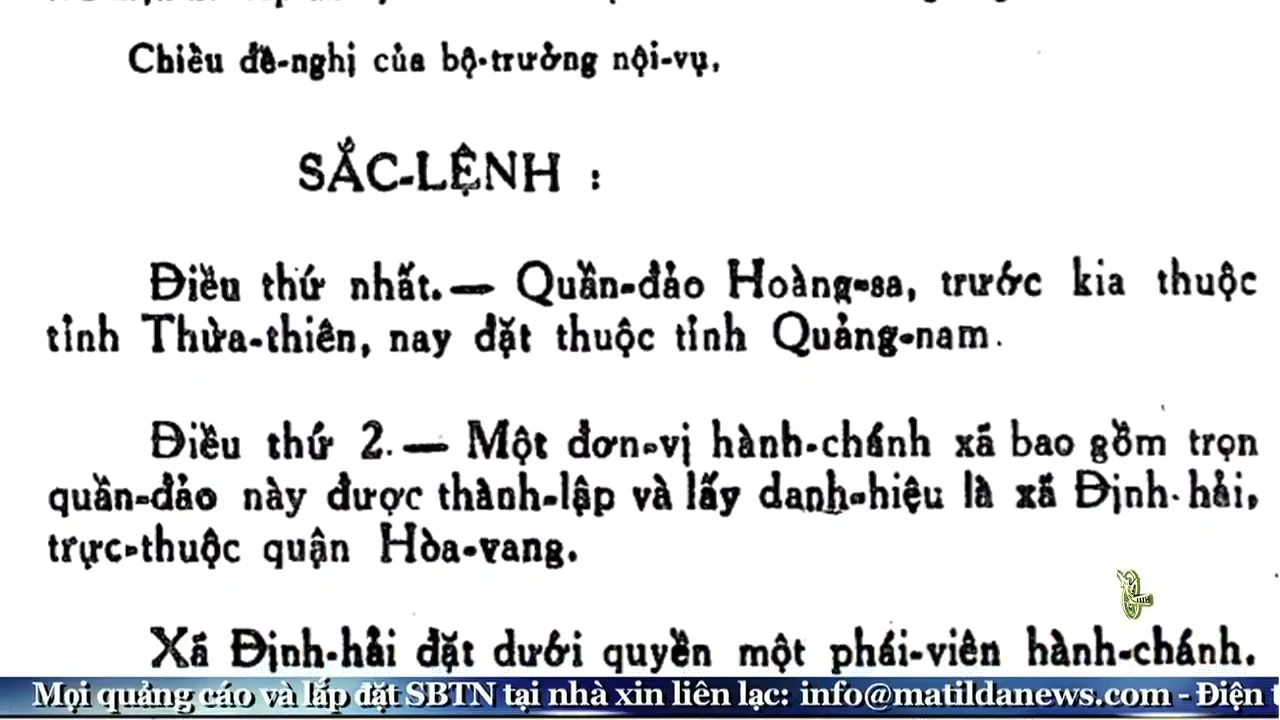 Chiều đề-nghị của bộ-trưởng nội-vụ.
SẮC-LỆNH :
Điều thứ nhất.— Quần-đảo Hoàng-sa, trước kia thuộc
tỉnh Thừa-thiên, nay đặt thuộc tỉnh Quảng-nam.
Điều thứ 2.— Một đơn-vị hành-chánh xã bao gồm trọn
quần-đảo này được thành-lập và lấy danh-hiệu là xã Định-hải,
trực-thuộc quận Hòa-vang.
Xã Định-hải đặt dưới quyền một phái-viên hành-chánh.
Mọi quảng cáo và lắp đặt SBTN tại nhà xin liên lạc: info@matildanews.com - Điện